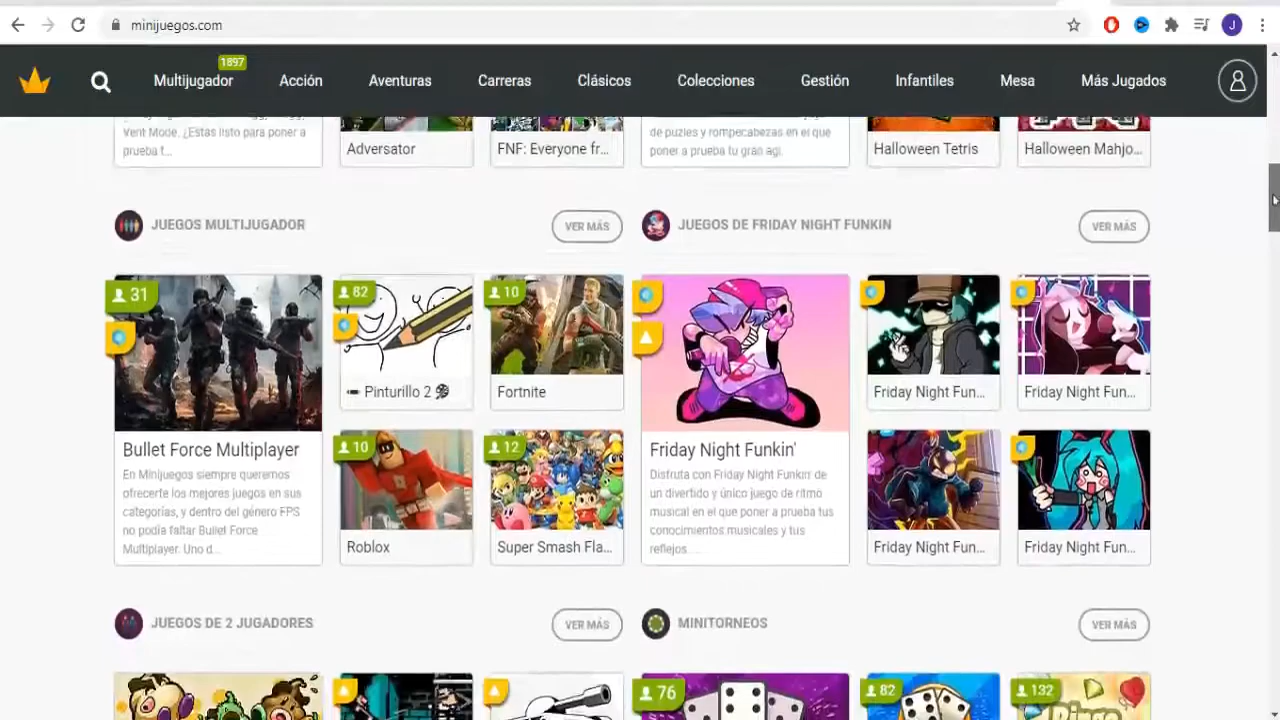 minijuegos.com
J
1897
Multijugador Acción Aventuras Carreras Clásicos Colecciones Gestión Infantiles Mesa Más Jugados
Vent Mode. ¿Estás listo para poner a
prueba t...
Adversator
FNF: Everyone fr...
de puzles y rompecabezas en el que
poner a prueba tu gran agi.
Halloween Tetris
Halloween Mahjo...
JUEGOS MULTIJUGADOR
VER MÁS
JUEGOS DE FRIDAY NIGHT FUNKIN
VER MÁS
31
82
10
Pinturillo 2
Fortnite
Friday Night Fun...
Friday Night Fun...
10
12
Bullet Force Multiplayer
En Minijuegos siempre queremos
ofrecerte los mejores juegos en sus
categorías, y dentro del género FPS
no podía faltar Bullet Force
Multiplayer. Uno d...
Roblox
Super Smash Fla...
Friday Night Funkin'
Disfruta con Friday Night Funkin' de
un divertido y único juego de ritmo
musical en el que poner a prueba tus
conocimientos musicales y tus
reflejos....
Friday Night Fun...
Friday Night Fun...
JUEGOS DE 2 JUGADORES
VER MÁS
MINITORNEOS
VER MÁS
76
82
132